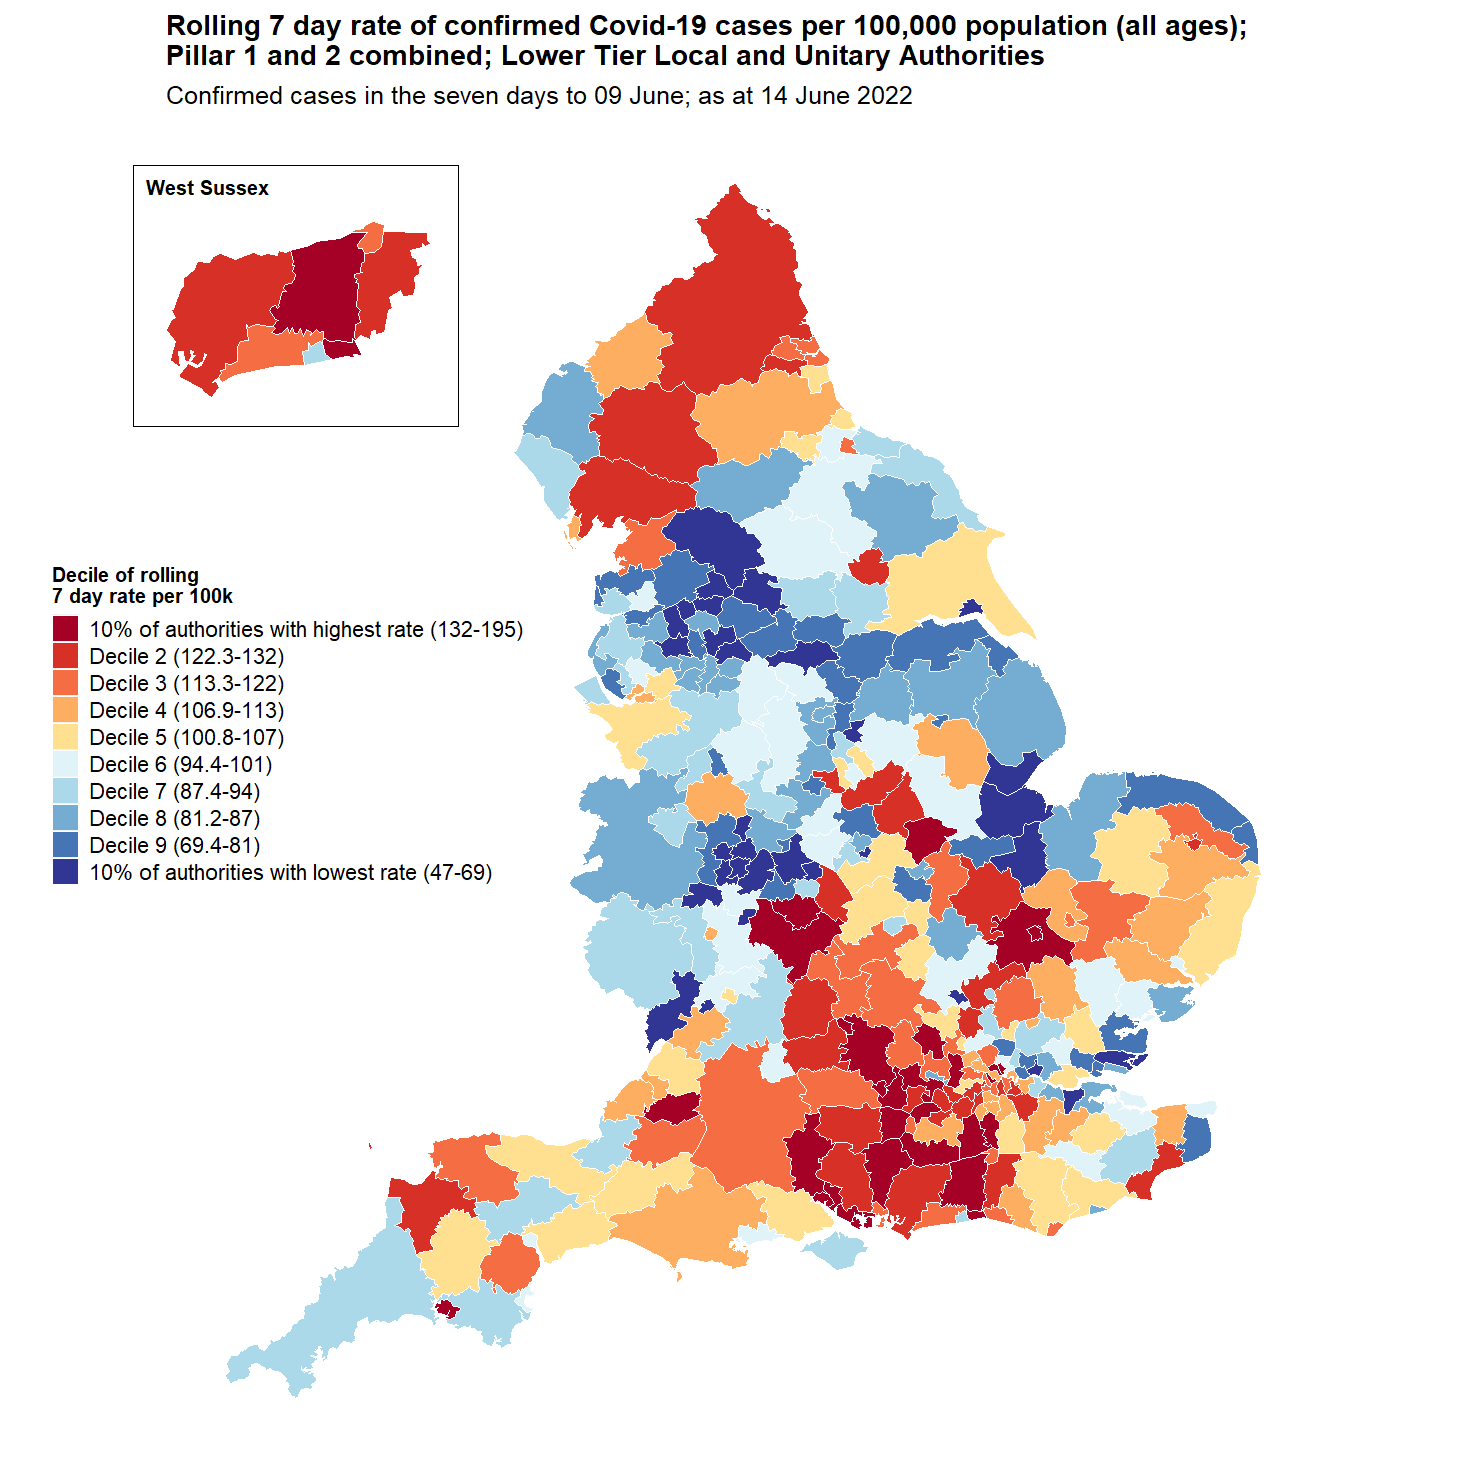 Rolling 7 day rate of confirmed Covid-19 cases per 100,000 population (all ages);
Pillar 1 and 2 combined; Lower Tier Local and Unitary Authorities
Confirmed cases in the seven days to 09 June; as at 14 June 2022
West Sussex
Decile of rolling
7 day rate per 100k
10% of authorities with highest rate (132-195)
Decile 2 (122.3-132)
Decile 3 (113.3-122)
Decile 4 (106.9-113)
Decile 5 (100.8-107)
Decile 6 (94.4-101)
Decile 7 (87.4-94)
Decile 8 (81.2-87)
Decile 9 (69.4-81)
10% of authorities with lowest rate (47-69)